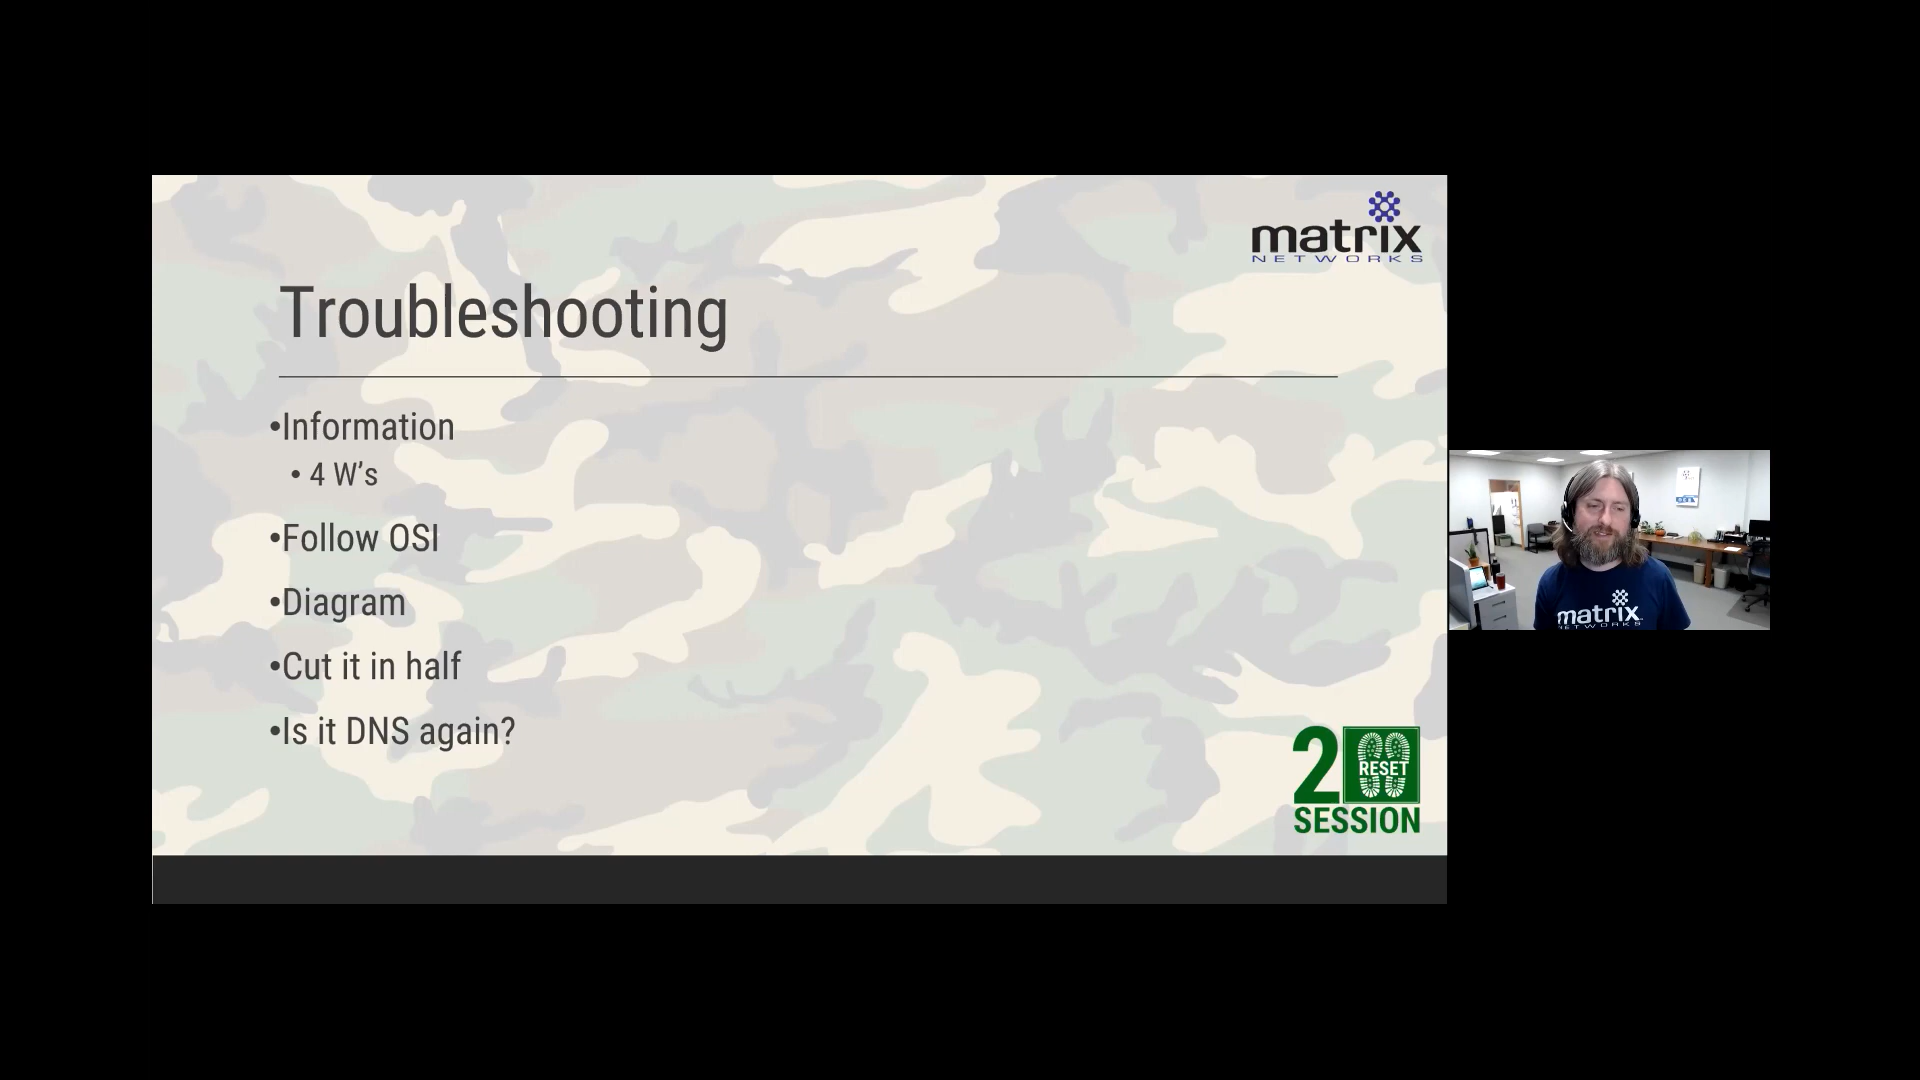 matrix
NETWORKS
Troubleshooting
•Information
• 4 W's
•Follow OSI
•Diagram
•Cut it in half
•Is it DNS again?
2
RESET
SESSION
matrix
NETWORKS